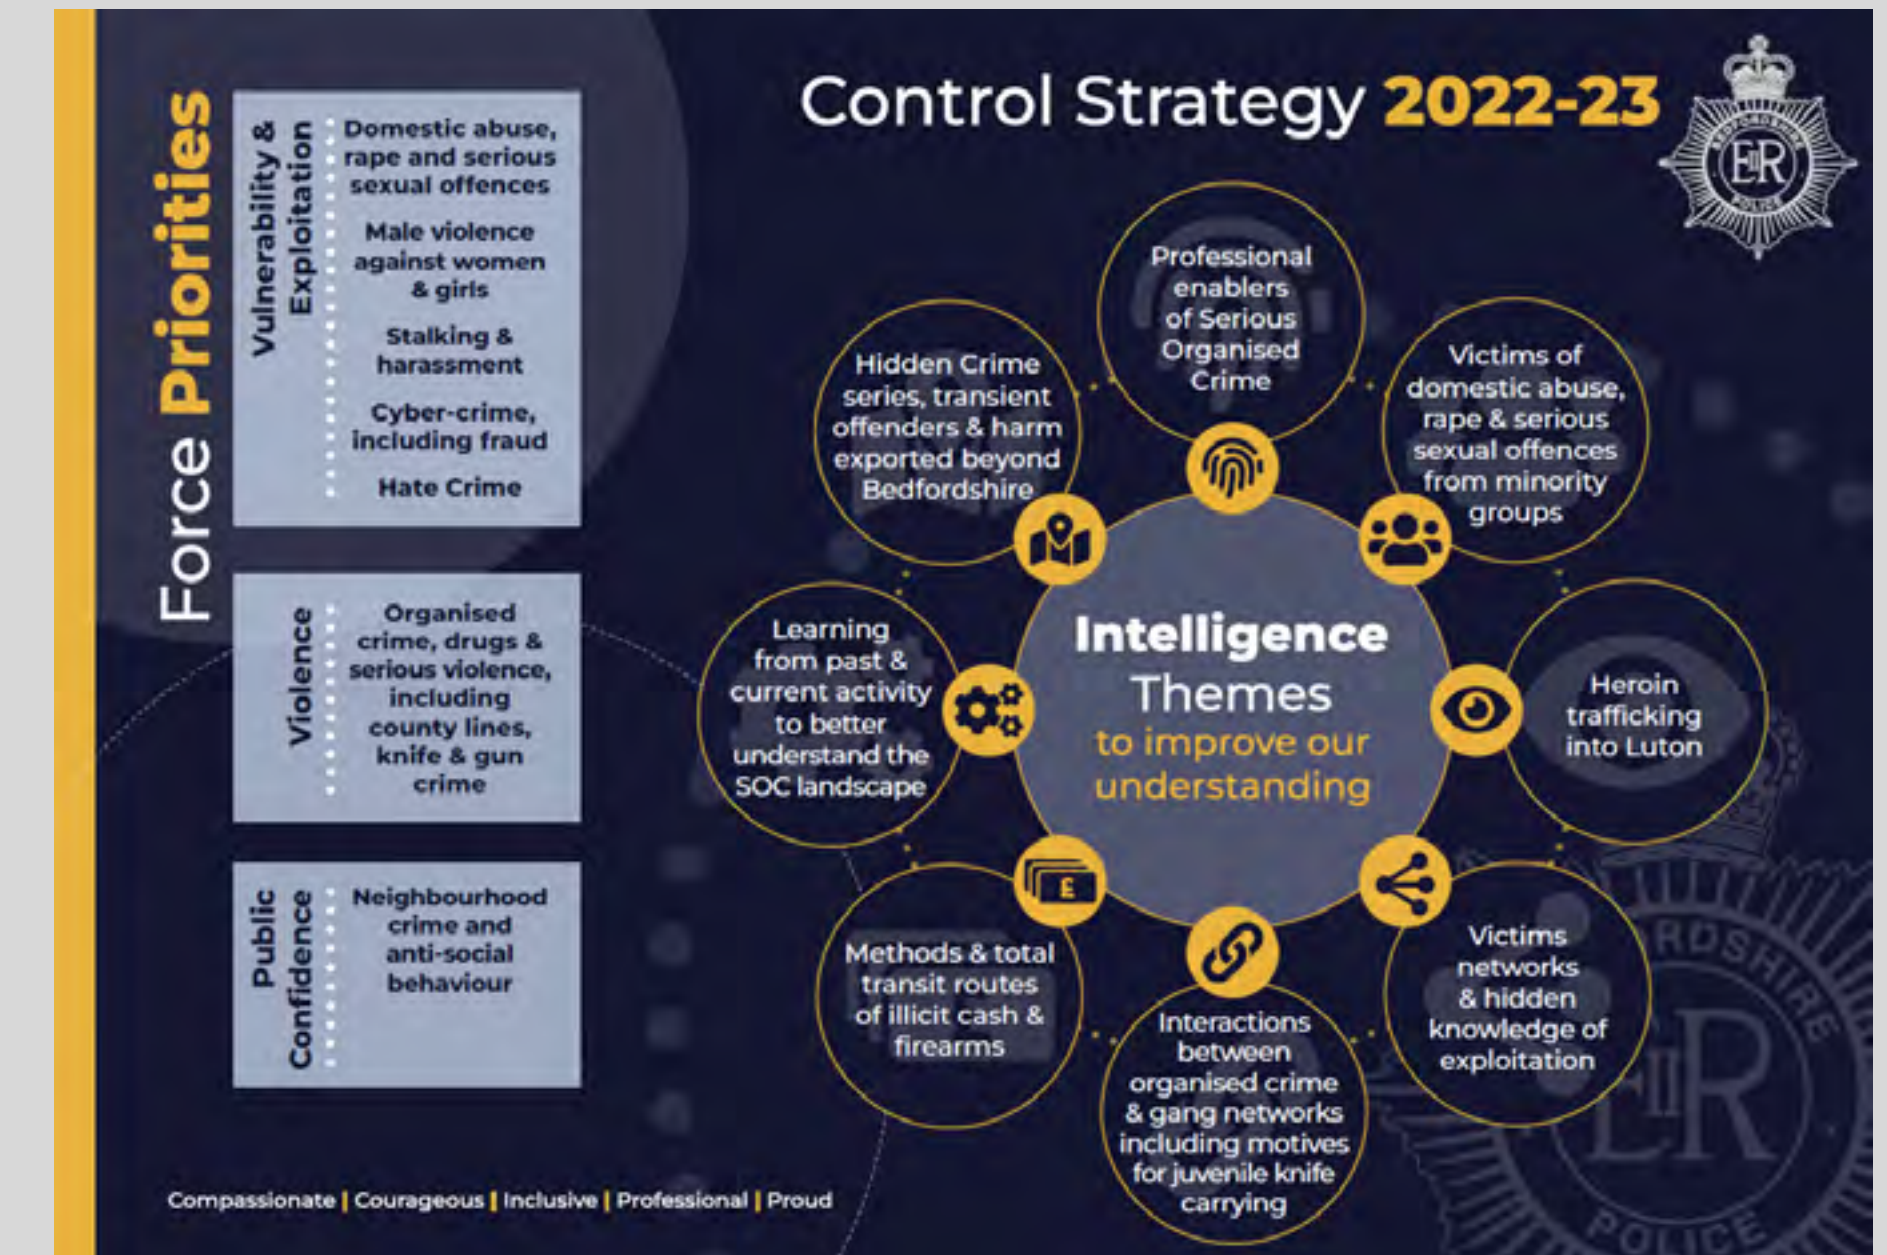 Control Strategy 2022-23
BEDFORDSHIRE
EIIR
POLICE
Force Priorities
Vulnerability &
Exploitation
Domestic abuse,
rape and serious
sexual offences
Male violence
against women
& girls
Stalking &
harassment
Cyber-crime,
including fraud
Hate Crime
Violence
Organised
crime, drugs &
serious violence,
including
county lines,
knife & gun
crime
Public
Confidence
Neighbourhood
crime and
anti-social
behaviour
Intelligence
Themes
to improve our
understanding
Professional
enablers
of Serious
Organised
Crime
Victims of
domestic abuse,
rape & serious
sexual offences
from minority
groups
Heroin
trafficking
into Luton
Victims
networks
& hidden
knowledge of
exploitation
Interactions
between
organised crime
& gang networks
including motives
for juvenile knife
carrying
Methods & total
transit routes
of illicit cash &
firearms
£
Learning
from past &
current activity
to better
understand the
SOC landscape
Hidden Crime
series, transient
offenders & harm
exported beyond
Bedfordshire
RDSHIRE
EIIR
POLICE
Compassionate | Courageous | Inclusive | Professional | Proud